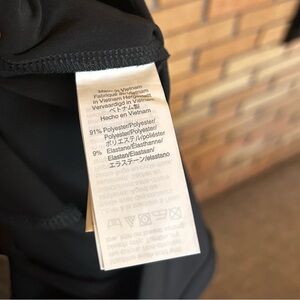 Made in Vietnam
Fabriqué au Vietnam
in Vietnam Hergestellt
Vervaardigd in Vietnam
ベトナム製
Hecho en Vietnam
91% Polyester/Polyester/
Polyester/Polyester/
ポリエステル/poliéster
9% Elastane/Elasthanne/
Elastan/Elastaan/
エラステーン/elastano